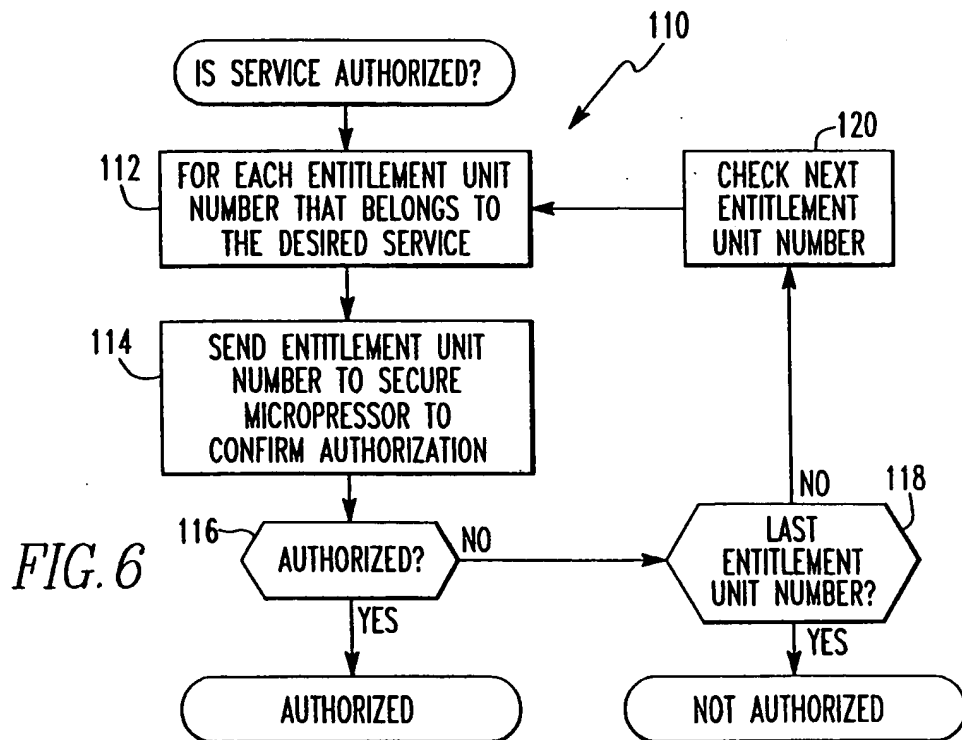 110
IS SERVICE AUTHORIZED?
112
FOR EACH ENTITLEMENT UNIT
NUMBER THAT BELONGS TO
THE DESIRED SERVICE
120
CHECK NEXT
ENTITLEMENT
UNIT NUMBER
114
SEND ENTITLEMENT UNIT
NUMBER TO SECURE
MICROPRESSOR TO
CONFIRM AUTHORIZATION
116
AUTHORIZED?
NO
YES
118
LAST
ENTITLEMENT
UNIT NUMBER?
NO
YES
AUTHORIZED
NOT AUTHORIZED
FIG. 6